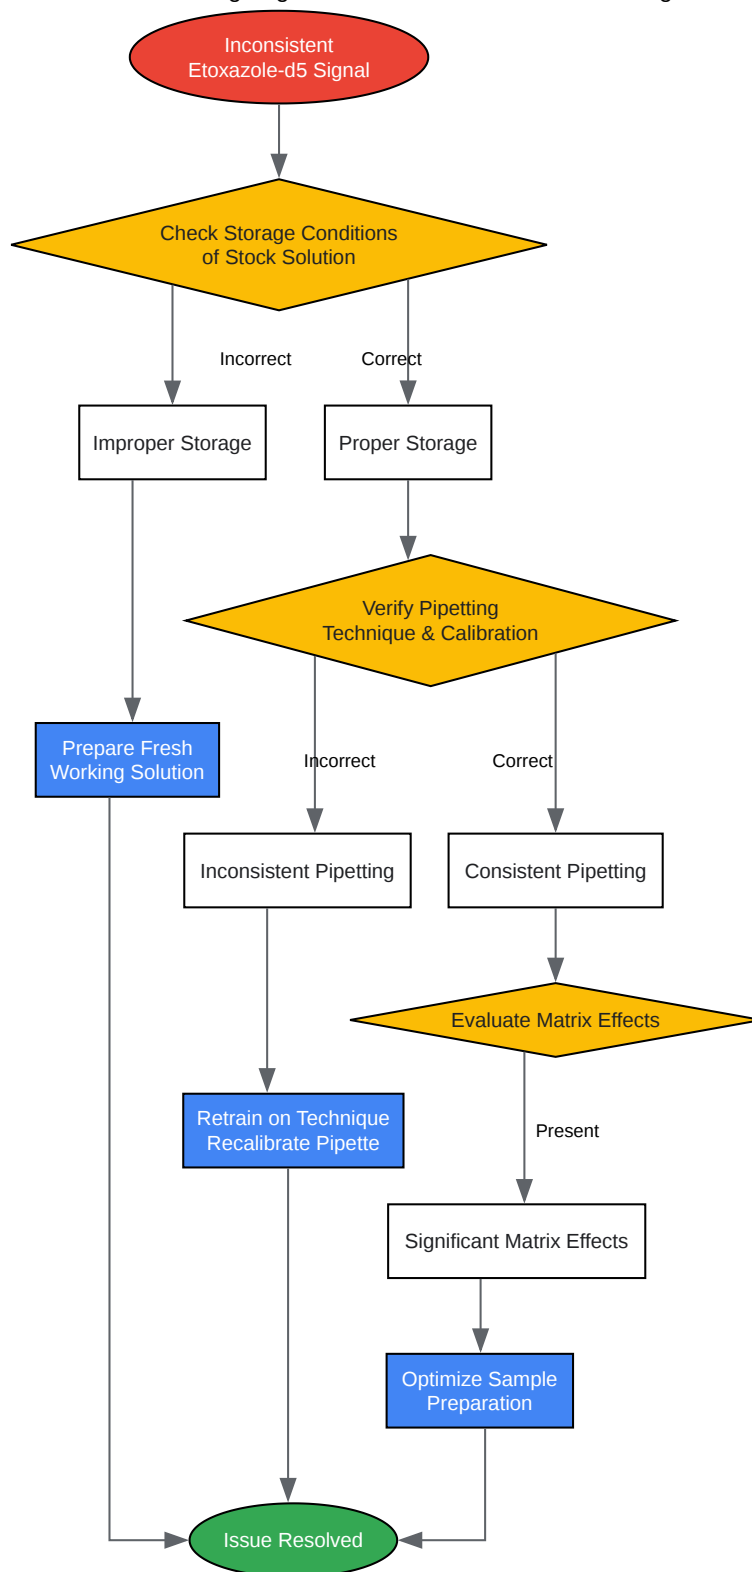 Inconsistent
Etoxazole-d5 Signal
Check Storage Conditions
of Stock Solution
Incorrect
Correct
Improper Storage
Proper Storage
Verify Pipetting
Technique & Calibration
Prepare Fresh
Working Solution
Incorrect
Correct
Inconsistent Pipetting
Consistent Pipetting
Evaluate Matrix Effects
Retrain on Technique
Recalibrate Pipette
Present
Significant Matrix Effects
Optimize Sample
Preparation
Issue Resolved